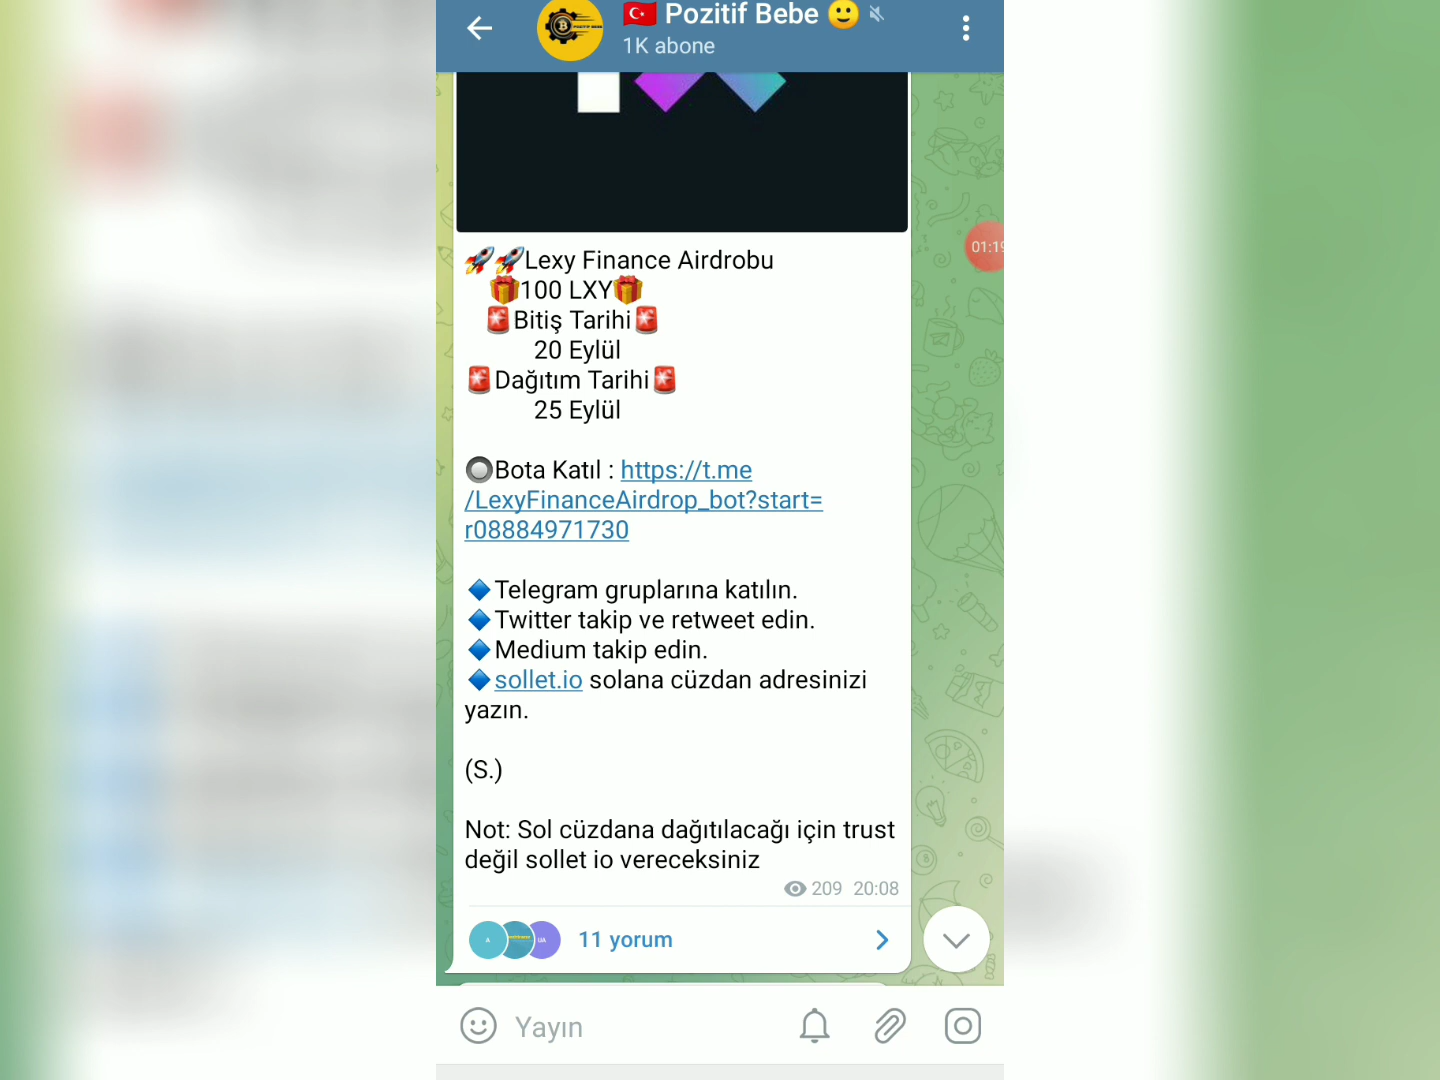 🇹🇷 Pozitif Bebe 🙂
1K abone
01:19
🚀🚀Lexy Finance Airdrobu
🎁100 LXY🎁
🚨Bitiş Tarihi🚨
20 Eylül
🚨Dağıtım Tarihi🚨
25 Eylül
🔘Bota Katıl : https://t.me
/LexyFinanceAirdrop_bot?start=
r08884971730
🔷Telegram gruplarına katılın.
🔷Twitter takip ve retweet edin.
🔷Medium takip edin.
🔷sollet.io solana cüzdan adresinizi
yazın.
(S.)
Not: Sol cüzdana dağıtılacağı için trust
değil sollet io vereceksiniz
209 20:08
A UA
11 yorum
Yayın